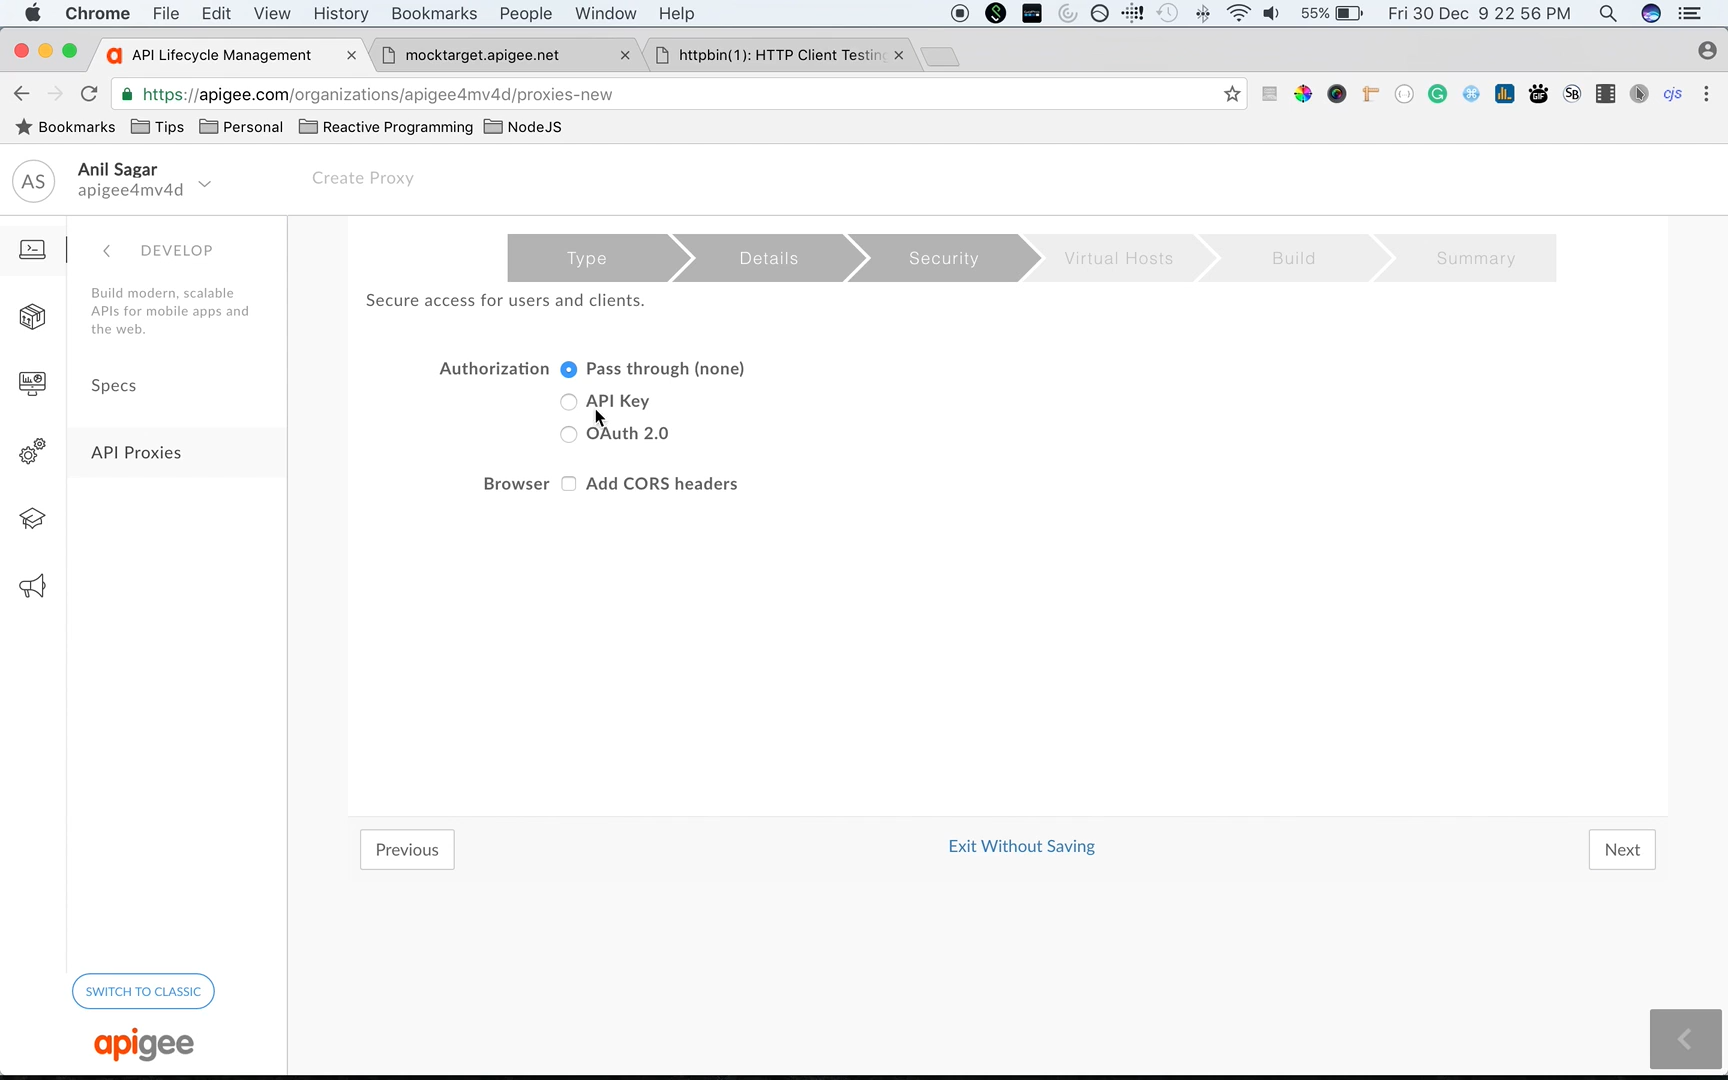 Chrome File Edit View History Bookmarks People Window Help 55% Fri 30 Dec 9 22 56 PM
API Lifecycle Management mocktarget.apigee.net httpbin(1): HTTP Client Testing
https://apigee.com/organizations/apigee4mv4d/proxies-new cjs
Bookmarks Tips Personal Reactive Programming NodeJS
AS Anil Sagar
apigee4mv4d
Create Proxy
DEVELOP
Build modern, scalable
APIs for mobile apps and
the web.
Specs
API Proxies
Type Details Security Virtual Hosts Build Summary
Secure access for users and clients.
Authorization Pass through (none)
API Key
OAuth 2.0
Browser Add CORS headers
Previous Exit Without Saving Next
SWITCH TO CLASSIC
apigee